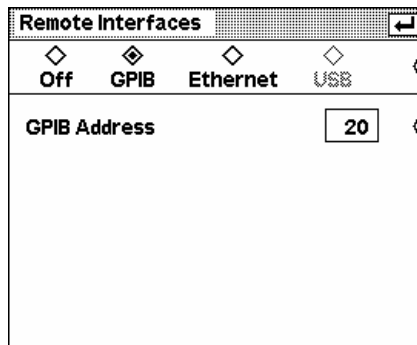 Remote Interfaces
Off GPIB Ethernet USB
GPIB Address 20